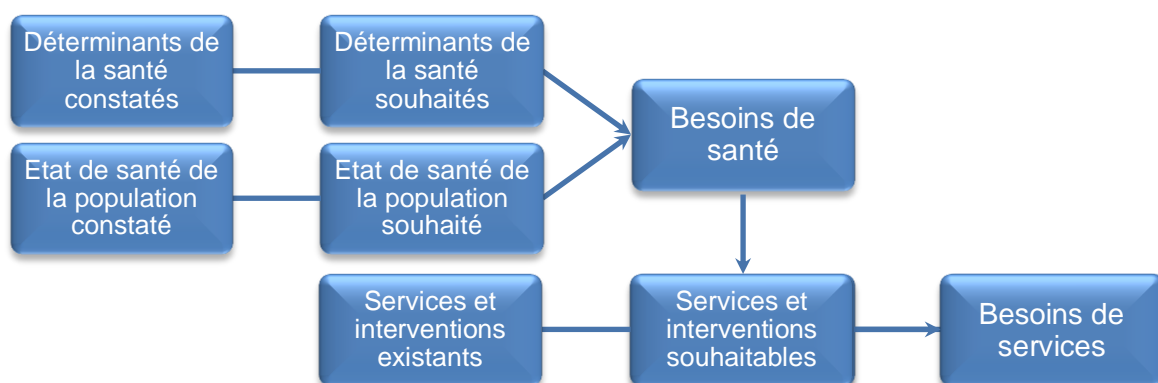 Déterminants de
la santé
constatés
Déterminants de
la santé
souhaités
Besoins de
santé
Etat de santé de
la population
constaté
Etat de santé de
la population
souhaité
Services et
interventions
existants
Services et
interventions
souhaitables
Besoins de
services